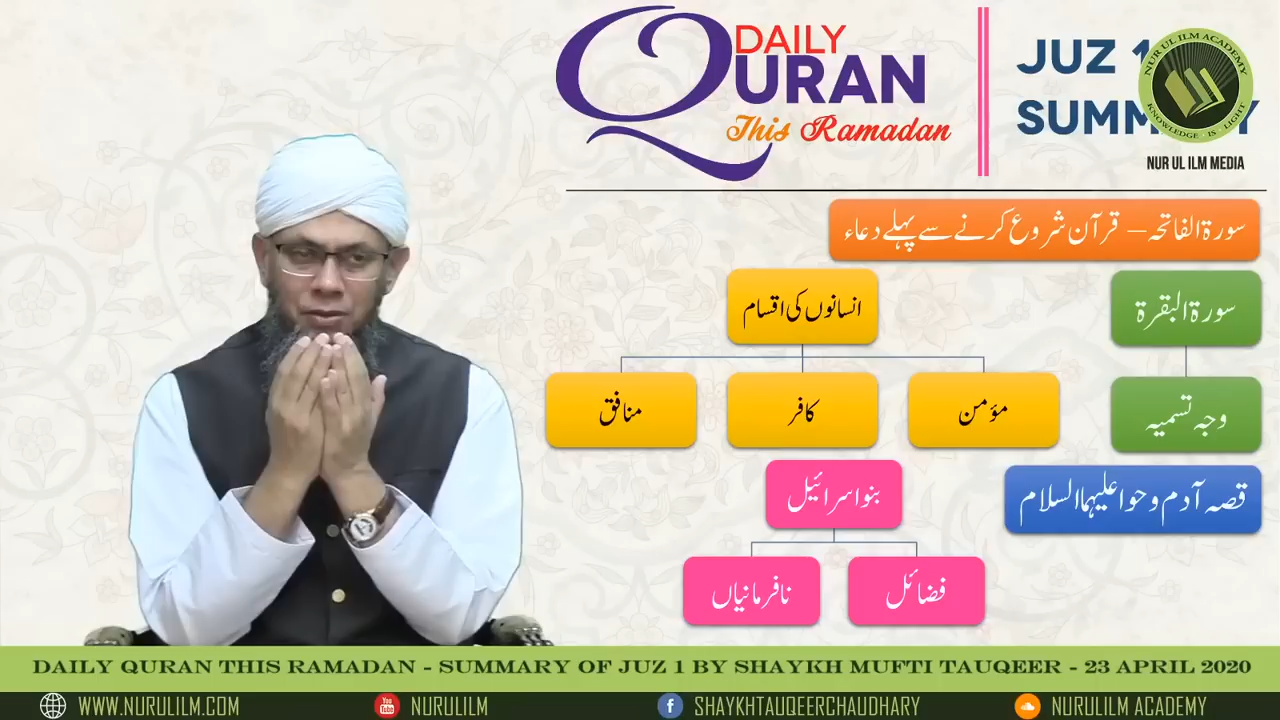 DAILY
QURAN
This Ramadan
JUZ 1
SUMMARY
NUR UL ILM ACADEMY
KNOWLEDGE - IS - LIGHT
NUR UL ILM MEDIA
سورۃ الفاتحہ – قرآن شروع کرنے سے پہلے دعاء
سورۃ البقرۃ
وجہ تسمیہ
انسانوں کی اقسام
مؤمن
کافر
منافق
قصہ آدم و حوا علیہما السلام
بنو اسرائیل
فضائل
نافرمانیاں
DAILY QURAN THIS RAMADAN - SUMMARY OF JUZ 1 BY SHAYKH MUFTI TAUQEER - 23 APRIL 2020
WWW.NURULILM.COM
You Tube
NURULILM
SHAYKHTAUQEERCHAUDHARY
NURULILM ACADEMY